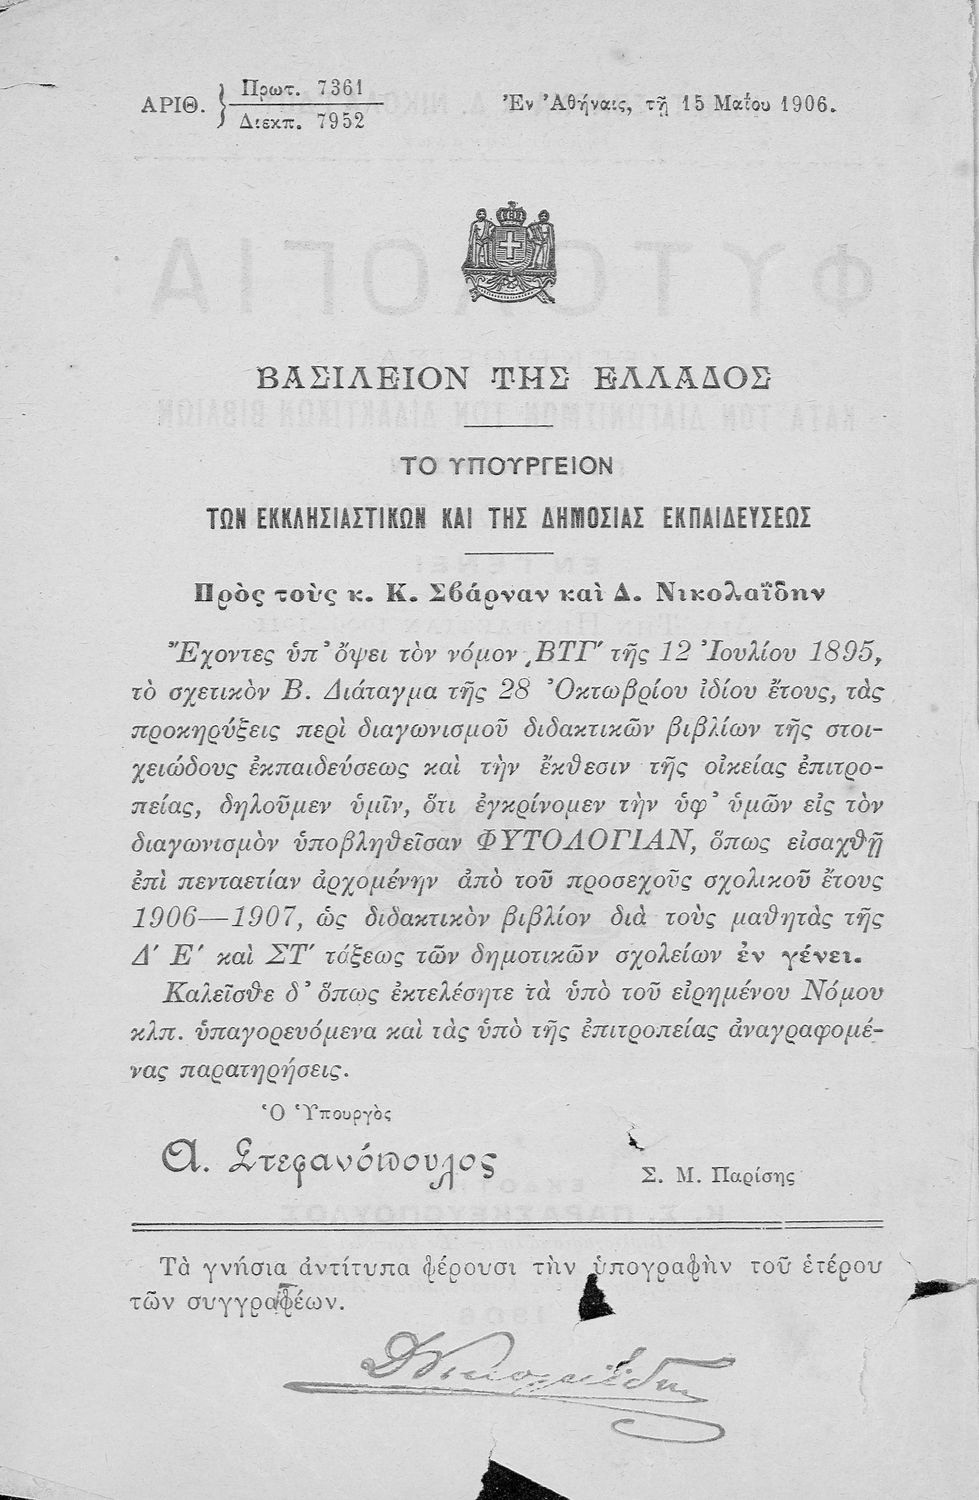 ΑΡΙΘ. Πρωτ. 7361
Διεκπ. 7952
Ἐν Ἀθήναις, τῇ 15 Μαΐου 1906.
ΒΑΣΙΛΕΙΟΝ ΤΗΣ ΕΛΛΑΔΟΣ
ΤΟ ΥΠΟΥΡΓΕΙΟΝ
ΤΩΝ ΕΚΚΛΗΣΙΑΣΤΙΚΩΝ ΚΑΙ ΤΗΣ ΔΗΜΟΣΙΑΣ ΕΚΠΑΙΔΕΥΣΕΩΣ
Πρὸς τοὺς κ. Κ. Σβάρναν καὶ Δ. Νικολαΐδην
Ἔχοντες ὑπ' ὄψει τὸν νόμον ͵ΒΤΓ′ τῆς 12 Ἰουλίου 1895,
τὸ σχετικὸν Β. Διάταγμα τῆς 28 Ὀκτωβρίου ἰδίου ἔτους, τὰς
προκηρύξεις περὶ διαγωνισμοῦ διδακτικῶν βιβλίων τῆς στοι-
χειώδους ἐκπαιδεύσεως καὶ τὴν ἔκθεσιν τῆς οἰκείας ἐπιτρο-
πείας, δηλοῦμεν ὑμῖν, ὅτι ἐγκρίνομεν τὴν ὑφ' ὑμῶν εἰς τὸν
διαγωνισμὸν ὑποβληθεῖσαν ΦΥΤΟΛΟΓΙΑΝ, ὅπως εἰσαχθῇ
ἐπὶ πενταετίαν ἀρχομένην ἀπὸ τοῦ προσεχοῦς σχολικοῦ ἔτους
1906—1907, ὡς διδακτικὸν βιβλίον διὰ τοὺς μαθητὰς τῆς
Δ′ Ε′ καὶ ΣΤ′ τάξεως τῶν δημοτικῶν σχολείων ἐν γένει.
Καλεῖσθε δ' ὅπως ἐκτελέσητε τὰ ὑπὸ τοῦ εἰρημένου Νόμου
κλπ. ὑπαγορευόμενα καὶ τὰς ὑπὸ τῆς ἐπιτροπείας ἀναγραφομέ-
νας παρατηρήσεις.
Ὁ Ὑπουργὸς
Α. Στεφανόπουλος
Σ. Μ. Παρίσης
Τὰ γνήσια ἀντίτυπα φέρουσι τὴν ὑπογραφὴν τοῦ ἑτέρου
τῶν συγγραφέων.
ΔΝικολαΐδης